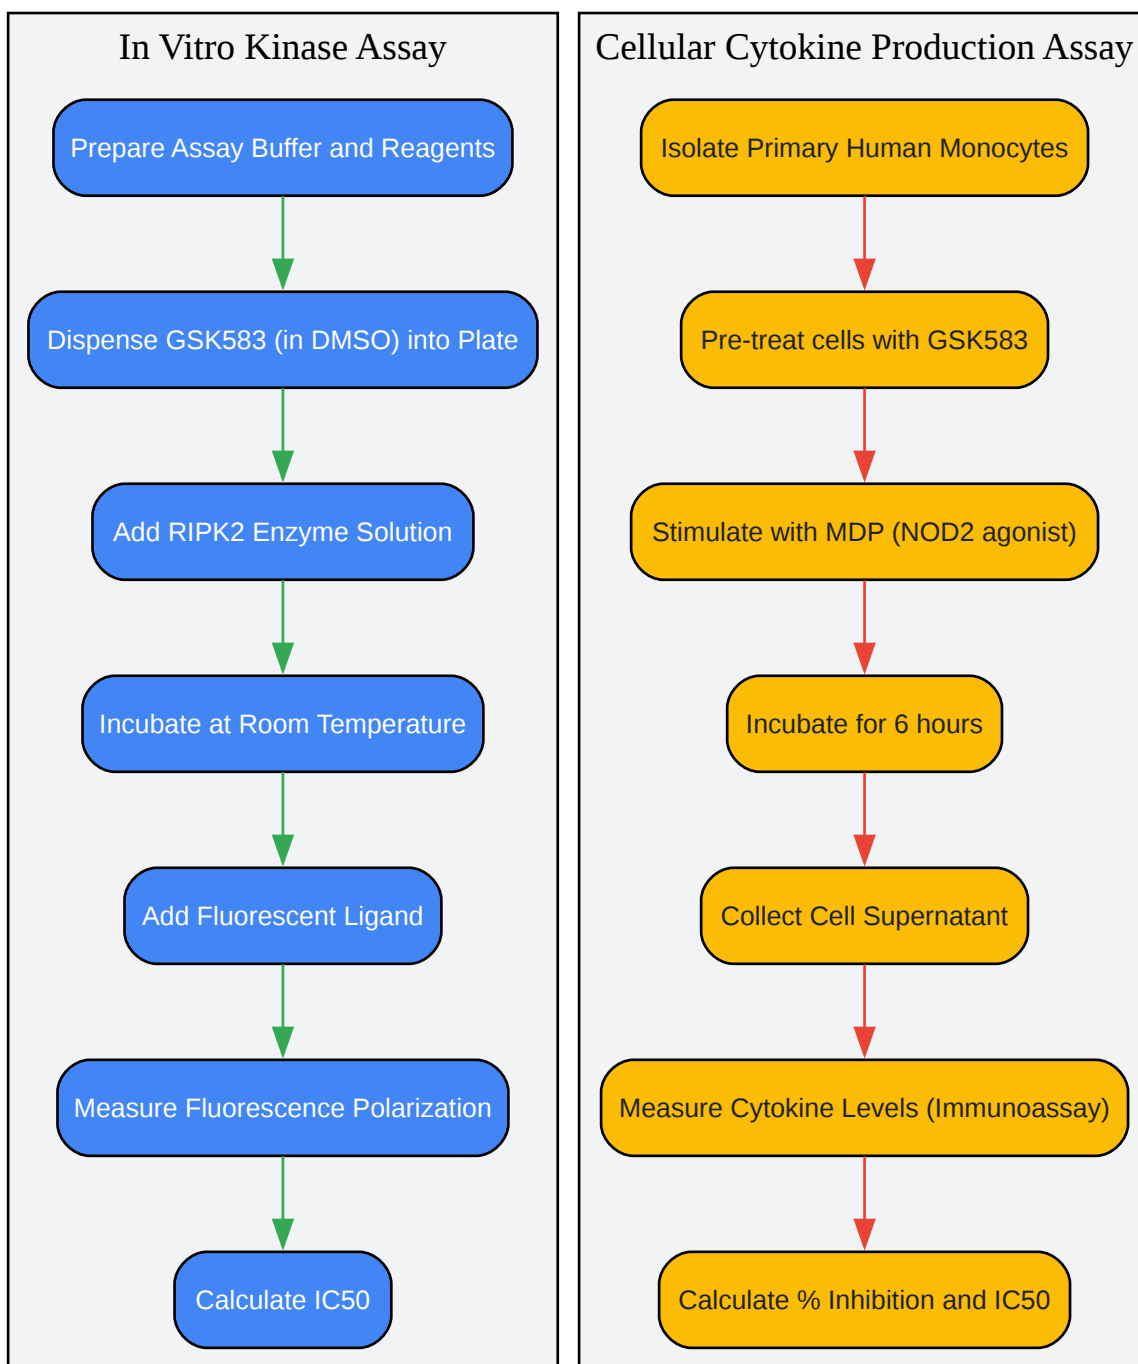 In Vitro Kinase Assay
Prepare Assay Buffer and Reagents
Dispense GSK583 (in DMSO) into Plate
Add RIPK2 Enzyme Solution
Incubate at Room Temperature
Add Fluorescent Ligand
Measure Fluorescence Polarization
Calculate IC50
Cellular Cytokine Production Assay
Isolate Primary Human Monocytes
Pre-treat cells with GSK583
Stimulate with MDP (NOD2 agonist)
Incubate for 6 hours
Collect Cell Supernatant
Measure Cytokine Levels (Immunoassay)
Calculate % Inhibition and IC50